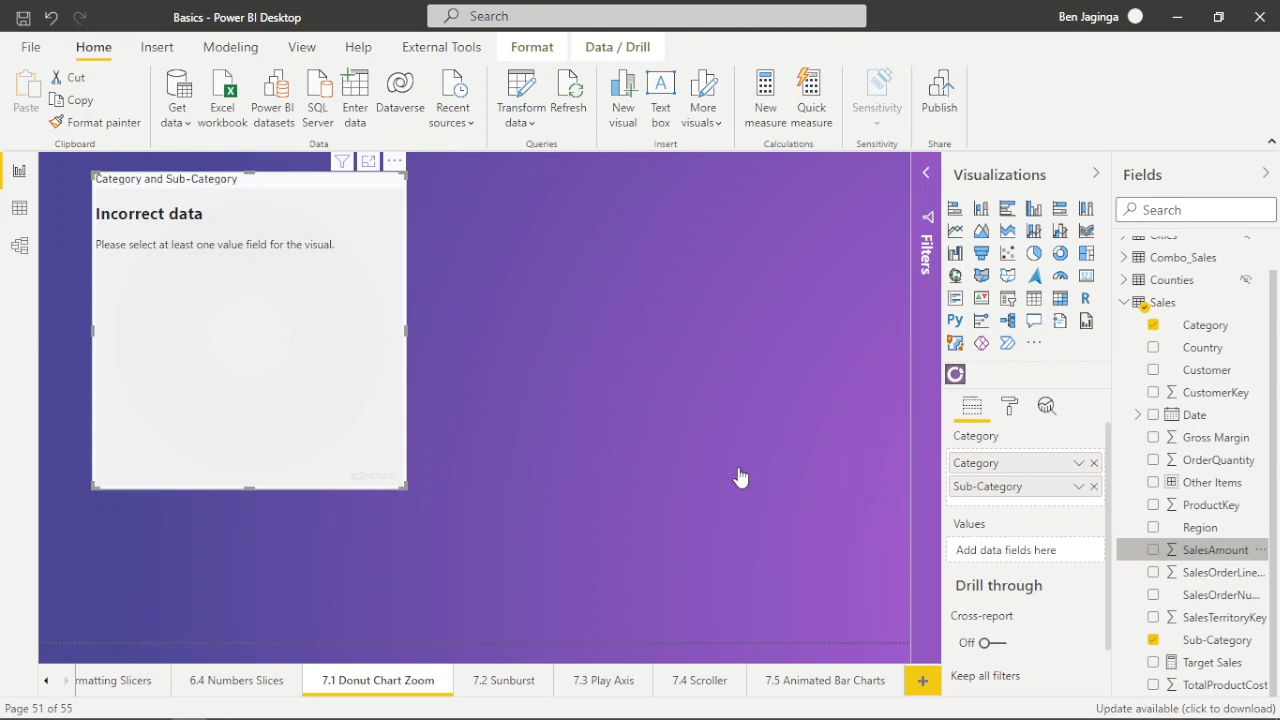 Basics - Power BI Desktop
Search
Ben Jaginga
File
Home
Insert
Modeling
View
Help
External Tools
Format
Data / Drill
Paste
Cut
Copy
Format painter
Clipboard
Get data
Excel workbook
Power BI datasets
SQL Server
Enter data
Dataverse
Recent sources
Data
Transform data
Refresh
Queries
New visual
Text box
More visuals
Insert
New measure
Quick measure
Calculations
Sensitivity
Sensitivity
Publish
Share
Category and Sub-Category
Incorrect data
Please select at least one value field for the visual.
Filters
Visualizations
R
Py
Category
Category
Sub-Category
Values
Add data fields here
Drill through
Cross-report
Off
Keep all filters
Fields
Search
Combo_Sales
Counties
Sales
Category
Country
Customer
CustomerKey
Date
Gross Margin
OrderQuantity
Other Items
ProductKey
Region
SalesAmount
SalesOrderLine...
SalesOrderNu...
SalesTerritoryKey
Sub-Category
Target Sales
TotalProductCost
matting Slicers
6.4 Numbers Slices
7.1 Donut Chart Zoom
7.2 Sunburst
7.3 Play Axis
7.4 Scroller
7.5 Animated Bar Charts
Page 51 of 55
Update available (click to download)